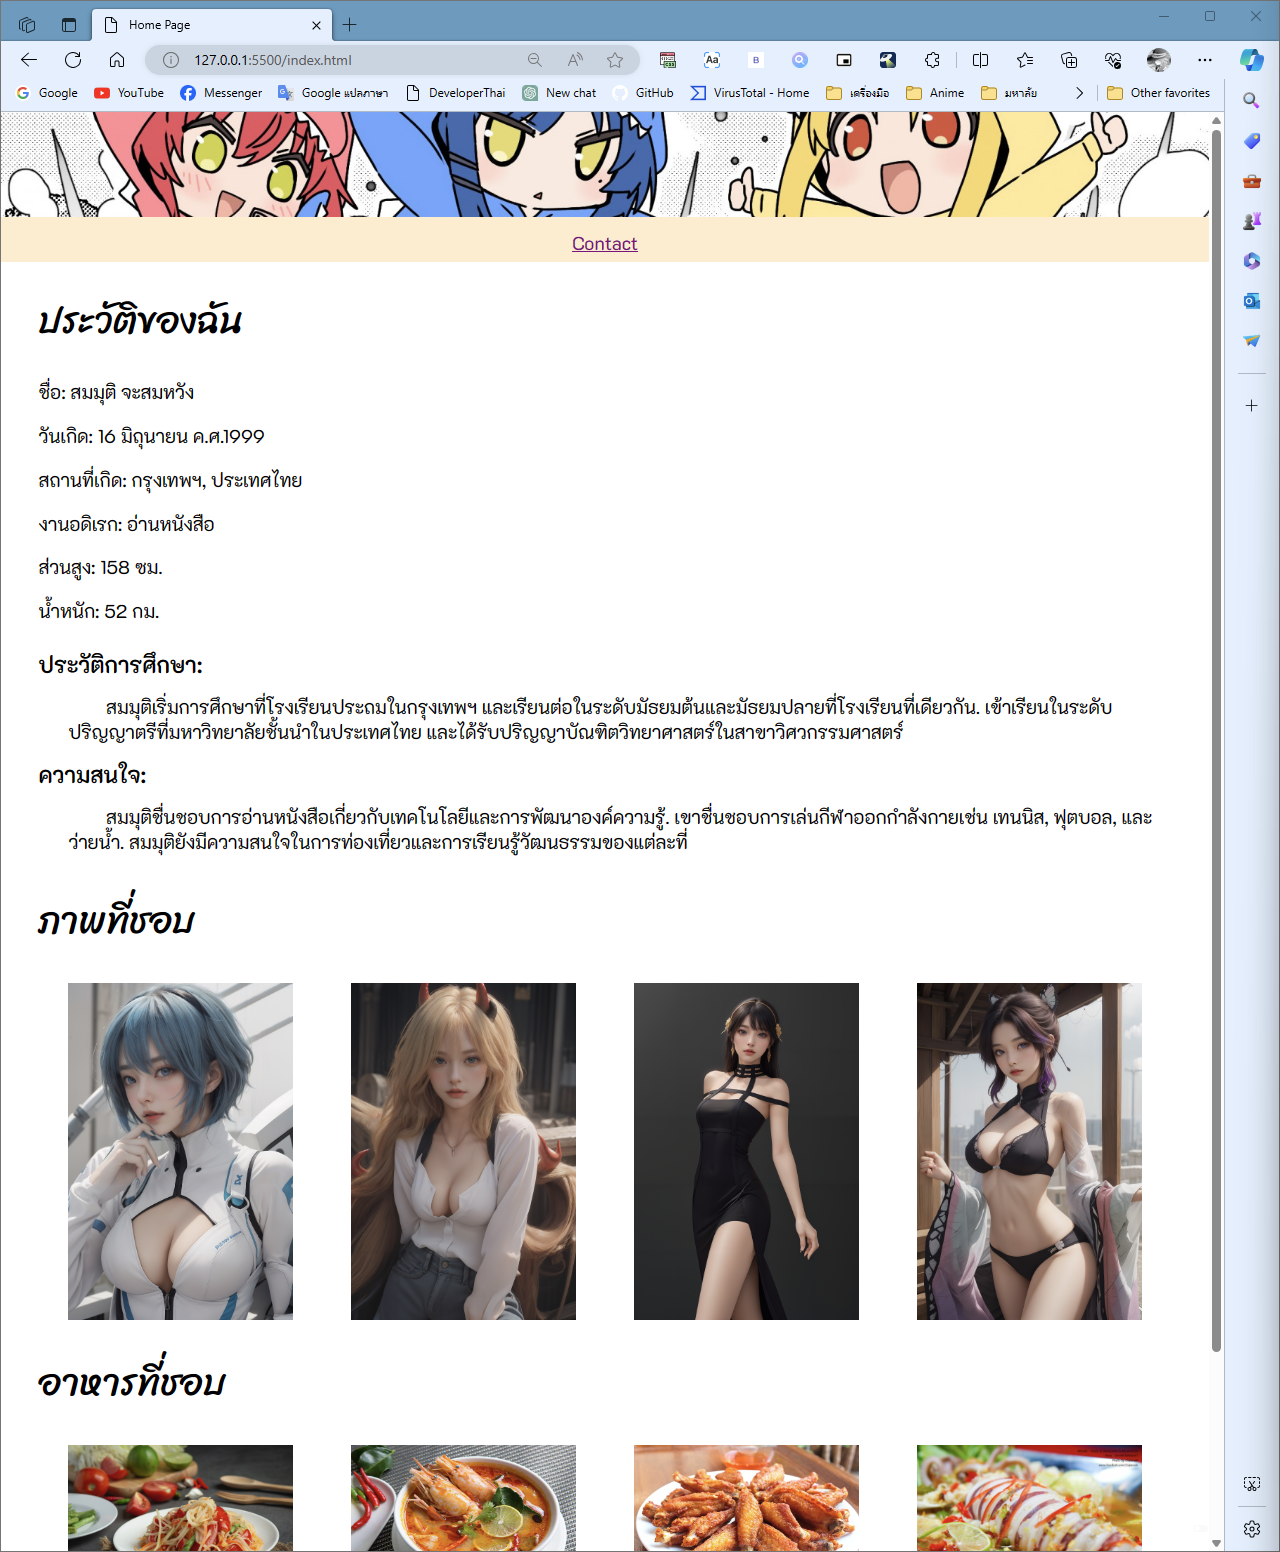 Home Page
127.0.0.1:5500/index.html
Google
YouTube
Messenger
Google แปลภาษา
DeveloperThai
New chat
GitHub
VirusTotal - Home
เครื่องมือ
Anime
มหาลัย
Other favorites
Contact
ประวัติของฉัน
ชื่อ: สมมุติ จะสมหวัง
วันเกิด: 16 มิถุนายน ค.ศ.1999
สถานที่เกิด: กรุงเทพฯ, ประเทศไทย
งานอดิเรก: อ่านหนังสือ
ส่วนสูง: 158 ซม.
น้ำหนัก: 52 กม.
ประวัติการศึกษา:
สมมุติเริ่มการศึกษาที่โรงเรียนประถมในกรุงเทพฯ และเรียนต่อในระดับมัธยมต้นและมัธยมปลายที่โรงเรียนที่เดียวกัน. เข้าเรียนในระดับ
ปริญญาตรีที่มหาวิทยาลัยชั้นนำในประเทศไทย และได้รับปริญญาบัณฑิตวิทยาศาสตร์ในสาขาวิศวกรรมศาสตร์
ความสนใจ:
สมมุติชื่นชอบการอ่านหนังสือเกี่ยวกับเทคโนโลยีและการพัฒนาองค์ความรู้. เขาชื่นชอบการเล่นกีฬาออกกำลังกายเช่น เทนนิส, ฟุตบอล, และ
ว่ายน้ำ. สมมุติยังมีความสนใจในการท่องเที่ยวและการเรียนรู้วัฒนธรรมของแต่ละที่
ภาพที่ชอบ
อาหารที่ชอบ